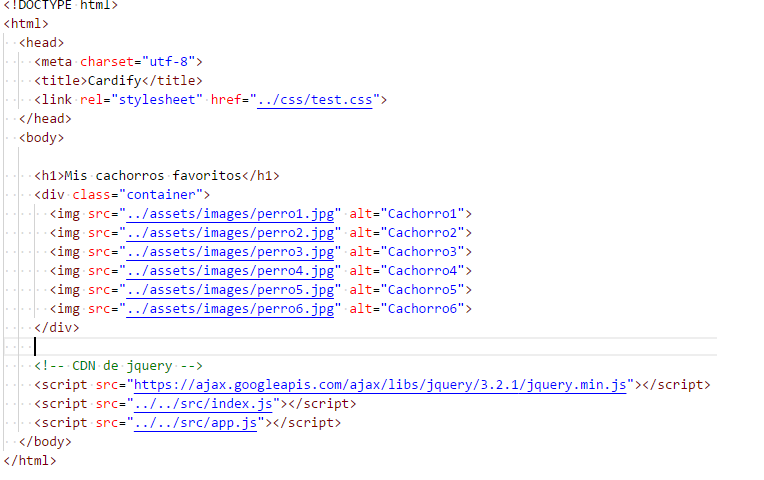 <!DOCTYPE html>
<html>
<head>
<meta charset="utf-8">
<title>Cardify</title>
<link rel="stylesheet" href="../css/test.css">
</head>
<body>
<h1>Mis cachorros favoritos</h1>
<div class="container">
<img src="../assets/images/perro1.jpg" alt="Cachorro1">
<img src="../assets/images/perro2.jpg" alt="Cachorro2">
<img src="../assets/images/perro3.jpg" alt="Cachorro3">
<img src="../assets/images/perro4.jpg" alt="Cachorro4">
<img src="../assets/images/perro5.jpg" alt="Cachorro5">
<img src="../assets/images/perro6.jpg" alt="Cachorro6">
</div>
<!-- CDN de jquery -->
<script src="https://ajax.googleapis.com/ajax/libs/jquery/3.2.1/jquery.min.js"></script>
<script src="../../src/index.js"></script>
<script src="../../src/app.js"></script>
</body>
</html>